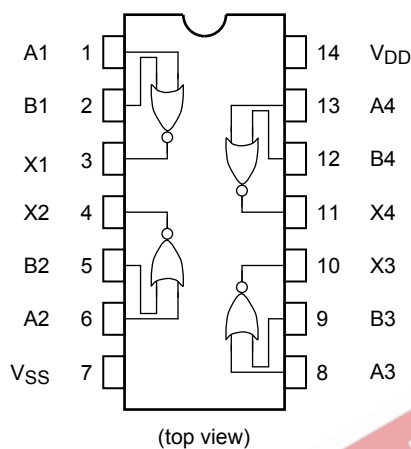 A1 1 14 VDD
B1 2 13 A4
X1 3 12 B4
X2 4 11 X4
B2 5 10 X3
A2 6 9 B3
VSS 7 8 A3
(top view)